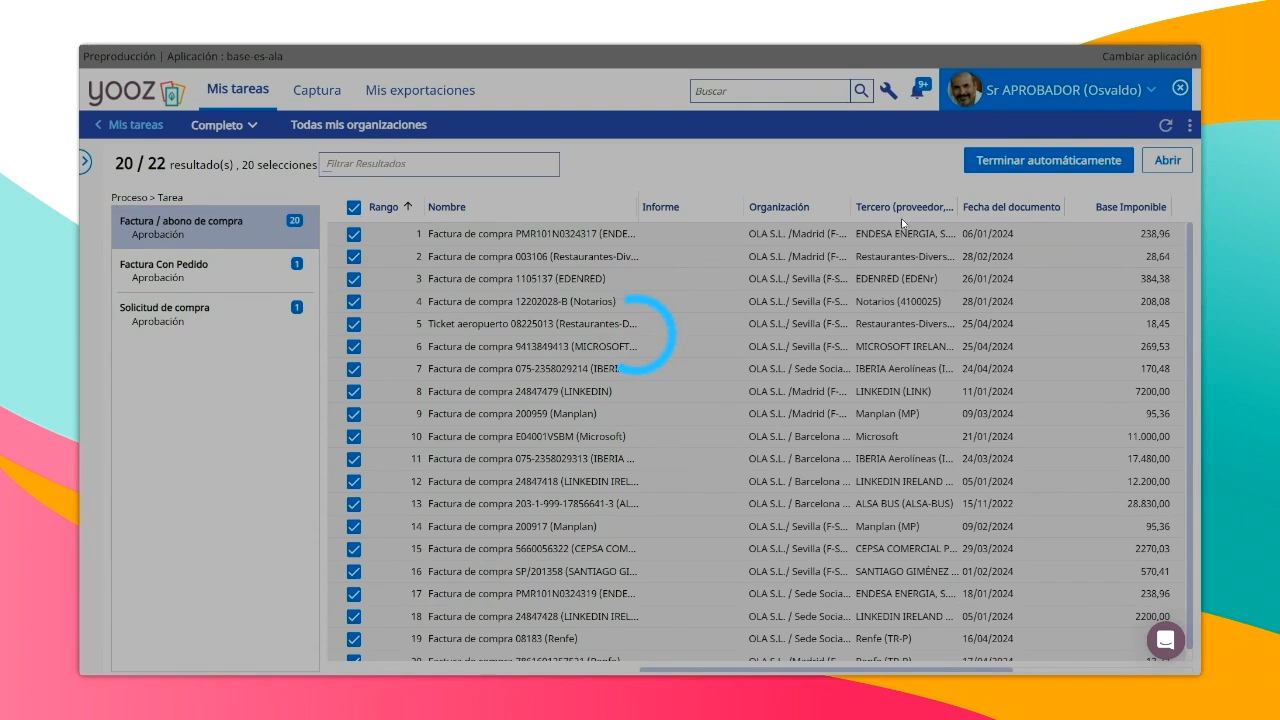 Preproducción | Aplicación : base-es-ala
Cambiar aplicación
yooz
Mis tareas
Captura
Mis exportaciones
Buscar
9+
Sr APROBADOR (Osvaldo)
Mis tareas
Completo
Todas mis organizaciones
20 / 22 resultado(s) , 20 selecciones
Filtrar Resultados
Terminar automáticamente
Abrir
Proceso > Tarea
Factura / abono de compra 20
Aprobación
Factura Con Pedido 1
Aprobación
Solicitud de compra 1
Aprobación
Rango Nombre Informe Organización Tercero (proveedor,... Fecha del documento Base Imponible
1 Factura de compra PMR101N0324317 (ENDE... OLA S.L. /Madrid (F-... ENDESA ENERGIA, S.... 06/01/2024 238,96
2 Factura de compra 003106 (Restaurantes-Div... OLA S.L. /Madrid (F-... Restaurantes-Divers... 28/02/2024 28,64
3 Factura de compra 1105137 (EDENRED) OLA S.L./ Sevilla (F-S... EDENRED (EDENr) 26/01/2024 384,38
4 Factura de compra 12202028-B (Notarios) OLA S.L./ Sevilla (F-S... Notarios (4100025) 28/01/2024 208,08
5 Ticket aeropuerto 08225013 (Restaurantes-D... OLA S.L./ Sevilla (F-S... Restaurantes-Divers... 25/04/2024 18,45
6 Factura de compra 9413849413 (MICROSOFT... OLA S.L./ Sevilla (F-S... MICROSOFT IRELAN... 25/04/2024 269,53
7 Factura de compra 075-2358029214 (IBERI OLA S.L. / Sede Socia... IBERIA Aerolíneas (I... 24/04/2024 170,48
8 Factura de compra 24847479 (LINKEDIN) OLA S.L. /Madrid (F-... LINKEDIN (LINK) 01/02/2024 7200,00
9 Factura de compra 200959 (Manplan) OLA S.L. /Madrid (F-... Manplan (MP) 09/03/2024 95,36
10 Factura de compra E04001VSBM (Microsoft) OLA S.L. / Barcelona ... Microsoft 21/01/2024 11.000,00
11 Factura de compra 075-2358029313 (IBERIA ... OLA S.L. / Barcelona ... IBERIA Aerolíneas (I... 24/03/2024 17.480,00
12 Factura de compra 24847418 (LINKEDIN IREL... OLA S.L. / Barcelona ... LINKEDIN IRELAND ... 05/01/2024 12.200,00
13 Factura de compra 203-1-999-17856641-3 (AL... OLA S.L. / Barcelona ... ALSA BUS (ALSA-BUS) 15/11/2022 28.830,00
14 Factura de compra 200917 (Manplan) OLA S.L./ Sevilla (F-S... Manplan (MP) 09/02/2024 95,36
15 Factura de compra 5660056322 (CEPSA COM... OLA S.L./ Sevilla (F-S... CEPSA COMERCIAL P... 29/03/2024 2270,03
16 Factura de compra SP/201358 (SANTIAGO GI... OLA S.L./ Sevilla (F-S... SANTIAGO GIMÉNEZ ... 01/02/2024 570,41
17 Factura de compra PMR101N0324319 (ENDE... OLA S.L. / Sede Socia... ENDESA ENERGIA, S.... 18/01/2024 238,96
18 Factura de compra 24847428 (LINKEDIN IREL... OLA S.L. / Sede Socia... LINKEDIN IRELAND ... 05/01/2024 2200,00
19 Factura de compra 08183 (Renfe) OLA S.L. / Sede Socia... Renfe (TR-P) 16/04/2024